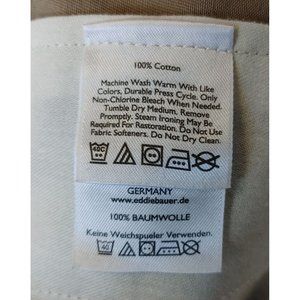 100% Cotton
Machine Wash Warm With Like
Colors, Durable Press Cycle. Only
Non-Chlorine Bleach When Needed.
Tumble Dry Medium. Remove
Promptly. Steam Ironing May Be
Required For Restoration. Do Not Use
Fabric Softeners. Do Not Dry Clean.
GERMANY
www.eddiebauer.de
100% BAUMWOLLE
Keine Weichspueler Verwenden.
40